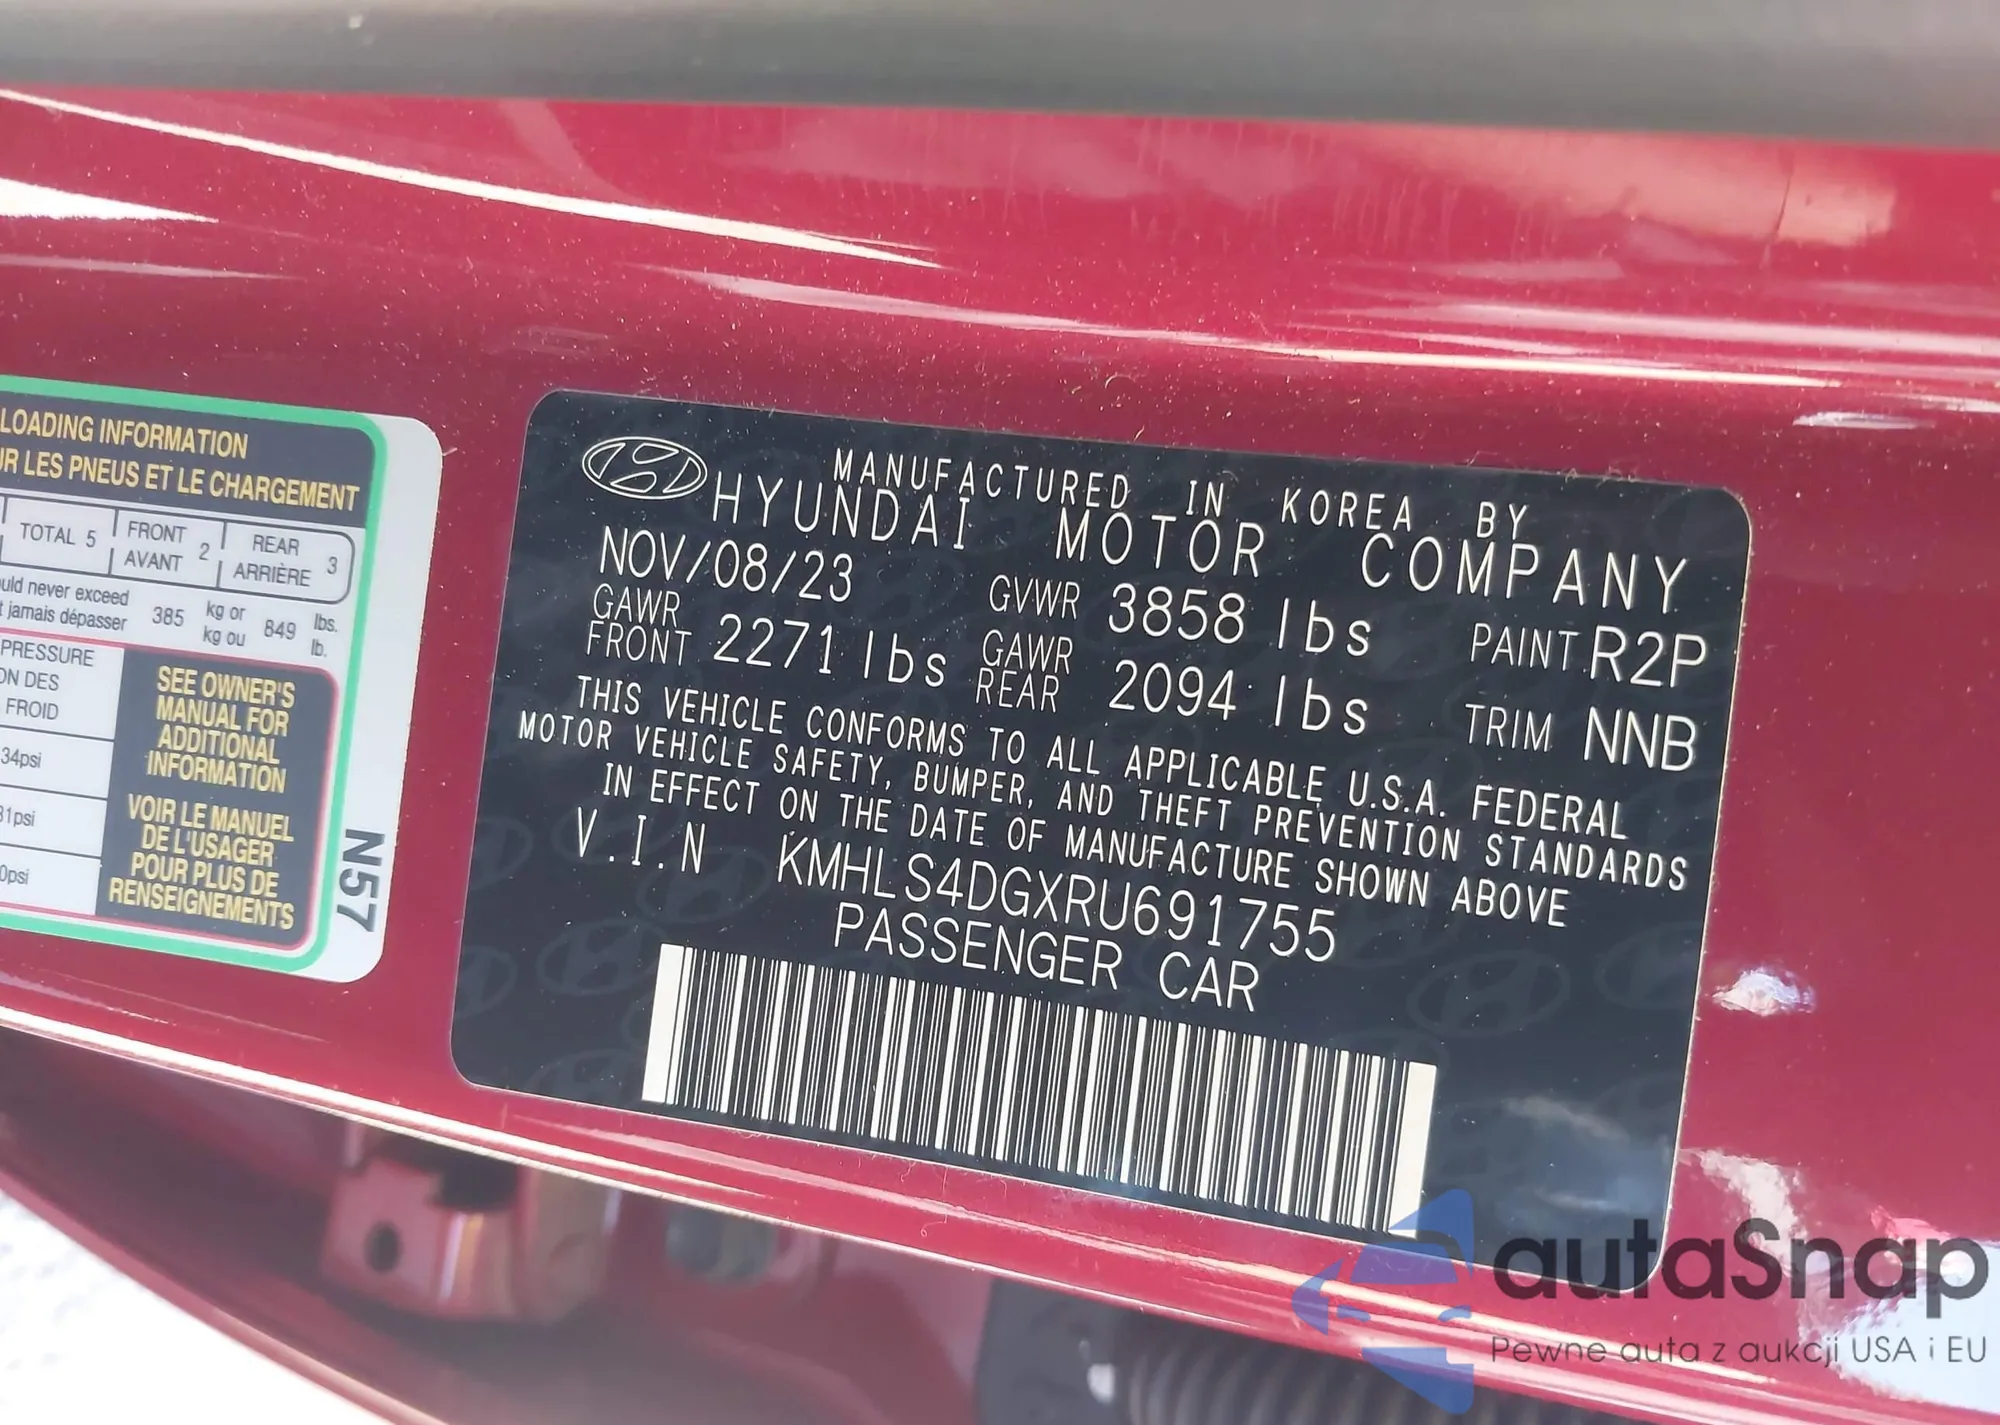 LOADING INFORMATION
UR LES PNEUS ET LE CHARGEMENT
TOTAL 5
FRONT
AVANT
2
REAR
ARRIÈRE
3
uld never exceed
t jamais dépasser
385
kg or
kg ou
849
lbs.
lb.
PRESSURE
ON DES
FROID
34psi
31psi
0psi
SEE OWNER'S
MANUAL FOR
ADDITIONAL
INFORMATION
VOIR LE MANUEL
DE L'USAGER
POUR PLUS DE
RENSEIGNEMENTS
N57
MANUFACTURED IN KOREA BY
HYUNDAI MOTOR COMPANY
NOV/08/23 GVWR 3858 lbs PAINT R2P
GAWR FRONT 2271 lbs GAWR REAR 2094 lbs TRIM NNB
THIS VEHICLE CONFORMS TO ALL APPLICABLE U.S.A. FEDERAL
MOTOR VEHICLE SAFETY, BUMPER, AND THEFT PREVENTION STANDARDS
IN EFFECT ON THE DATE OF MANUFACTURE SHOWN ABOVE
V.I.N KMHLS4DGXRU691755
PASSENGER CAR
autaSnap
Pewne auta z aukcji USA i EU